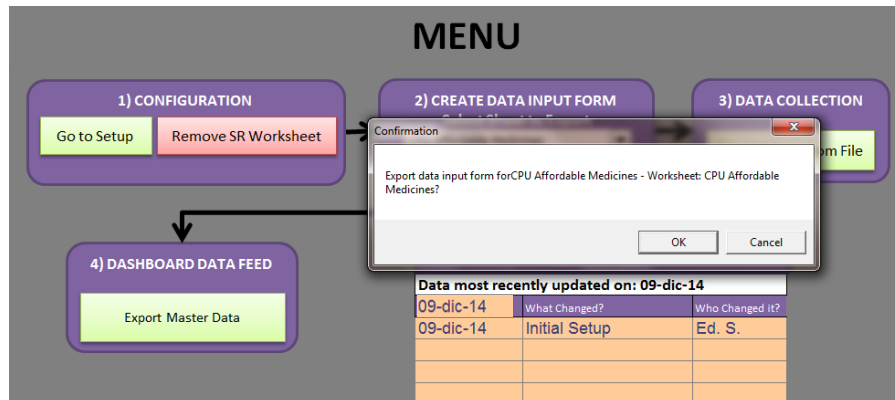 MENU
1) CONFIGURATION
Go to Setup
Remove SR Worksheet
2) CREATE DATA INPUT FORM
3) DATA COLLECTION
om File
Confirmation
Export data input form forCPU Affordable Medicines - Worksheet: CPU Affordable
Medicines?
OK
Cancel
4) DASHBOARD DATA FEED
Export Master Data
Data most recently updated on: 09-dic-14
09-dic-14 What Changed? Who Changed it?
09-dic-14 Initial Setup Ed. S.